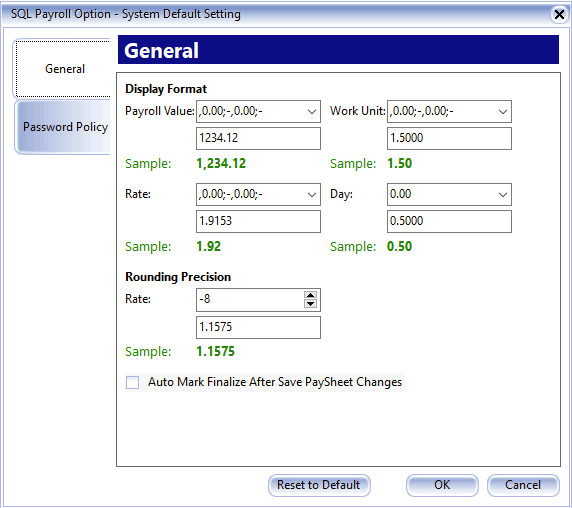 SQL Payroll Option - System Default Setting
General
Password Policy
General
Display Format
Payroll Value: ,0.00;-,0.00;- Work Unit: ,0.00;-,0.00;-
1234.12 1.5000
Sample: 1,234.12 Sample: 1.50
Rate: ,0.00;-,0.00;- Day: 0.00
1.9153 0.5000
Sample: 1.92 Sample: 0.50
Rounding Precision
Rate: -8
1.1575
Sample: 1.1575
Auto Mark Finalize After Save PaySheet Changes
Reset to Default OK Cancel